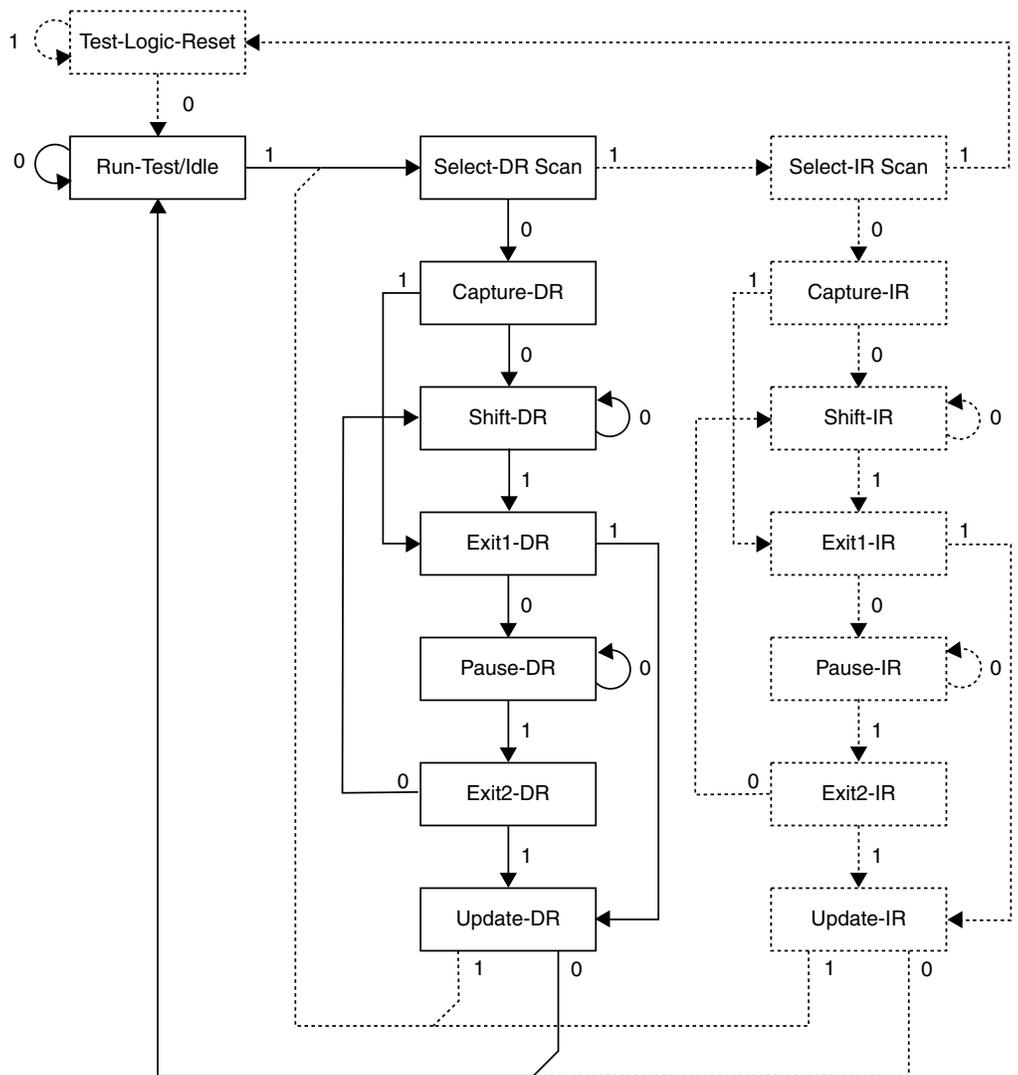 1
Test-Logic-Reset
0
0
Run-Test/Idle
1
Select-DR Scan
1
Select-IR Scan
1
0
0
1
Capture-DR
1
Capture-IR
0
0
Shift-DR
0
Shift-IR
0
1
1
Exit1-DR
1
Exit1-IR
1
0
0
Pause-DR
0
Pause-IR
0
1
1
0
Exit2-DR
0
Exit2-IR
1
1
Update-DR
Update-IR
1
0
1
0